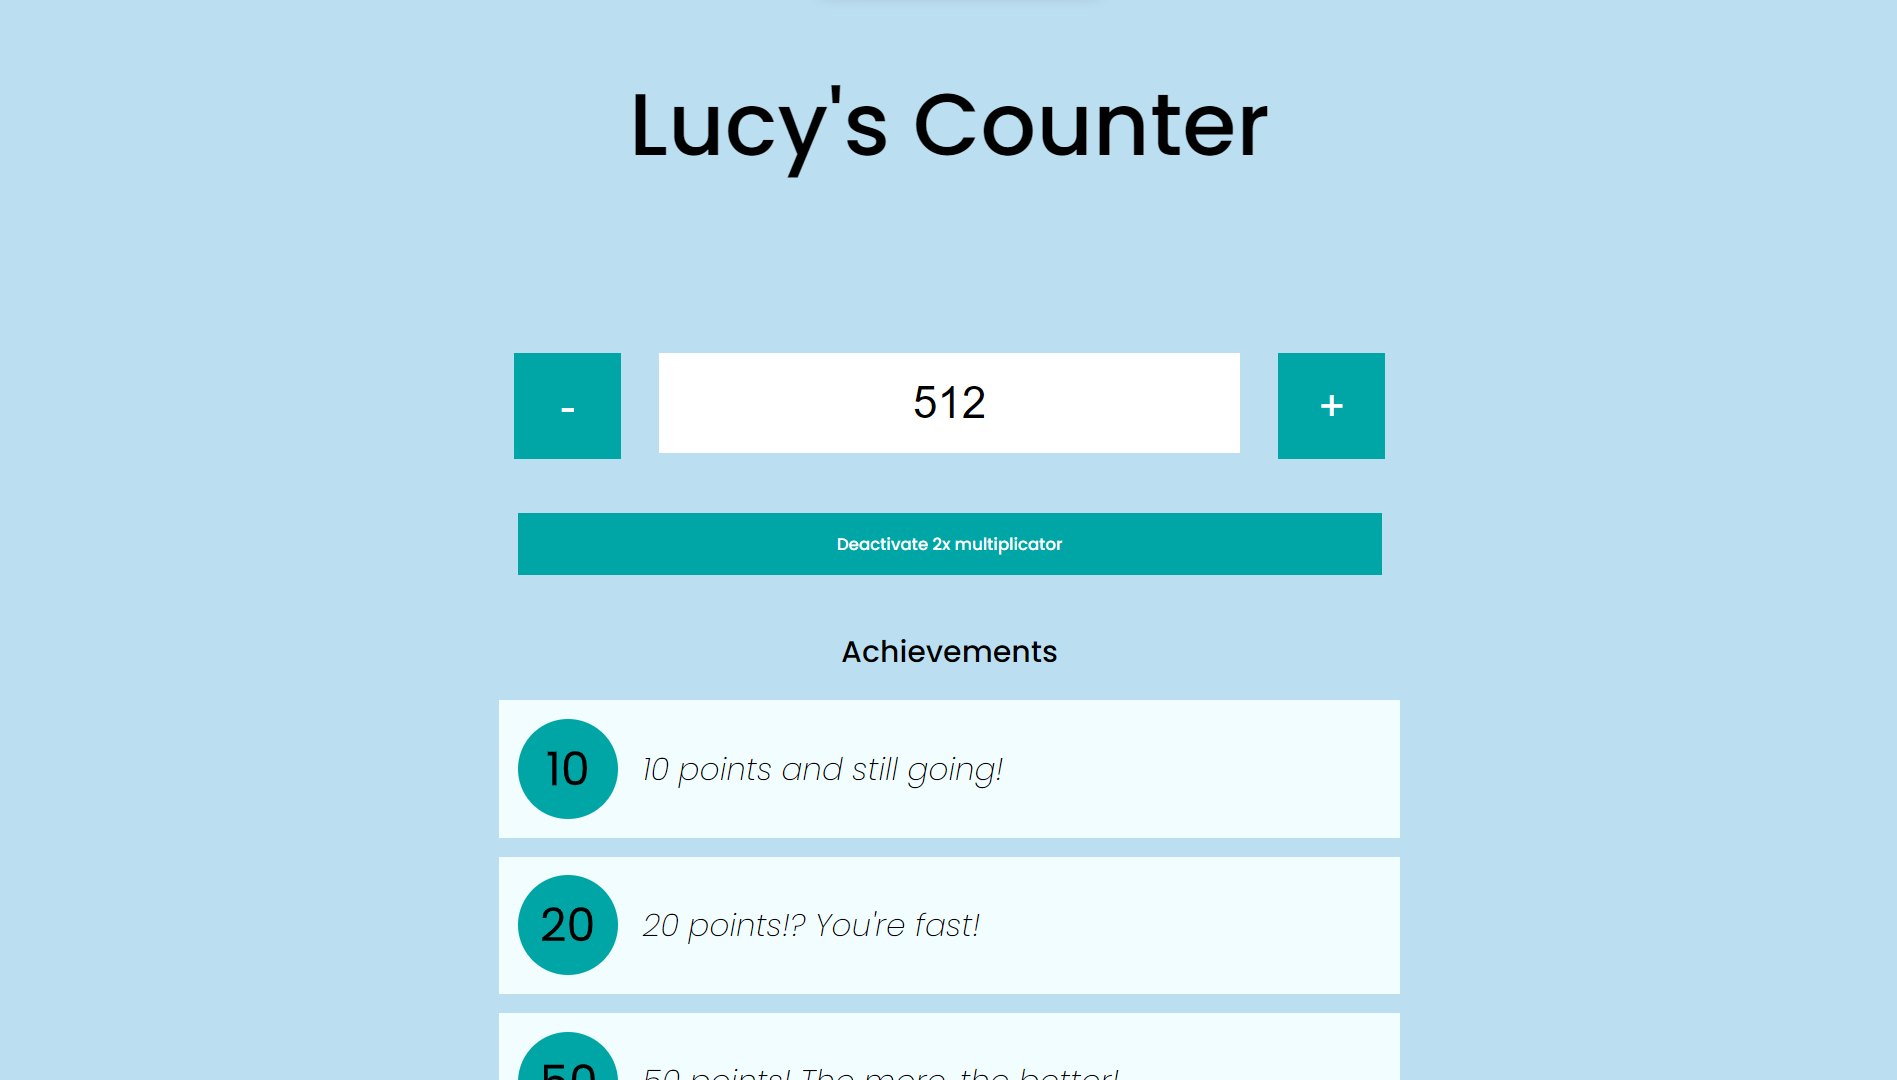 Lucy's Counter
- 512 +
Deactivate 2x multiplicator
Achievements
10 10 points and still going!
20 20 points!? You're fast!
50 50 points! The more, the better!